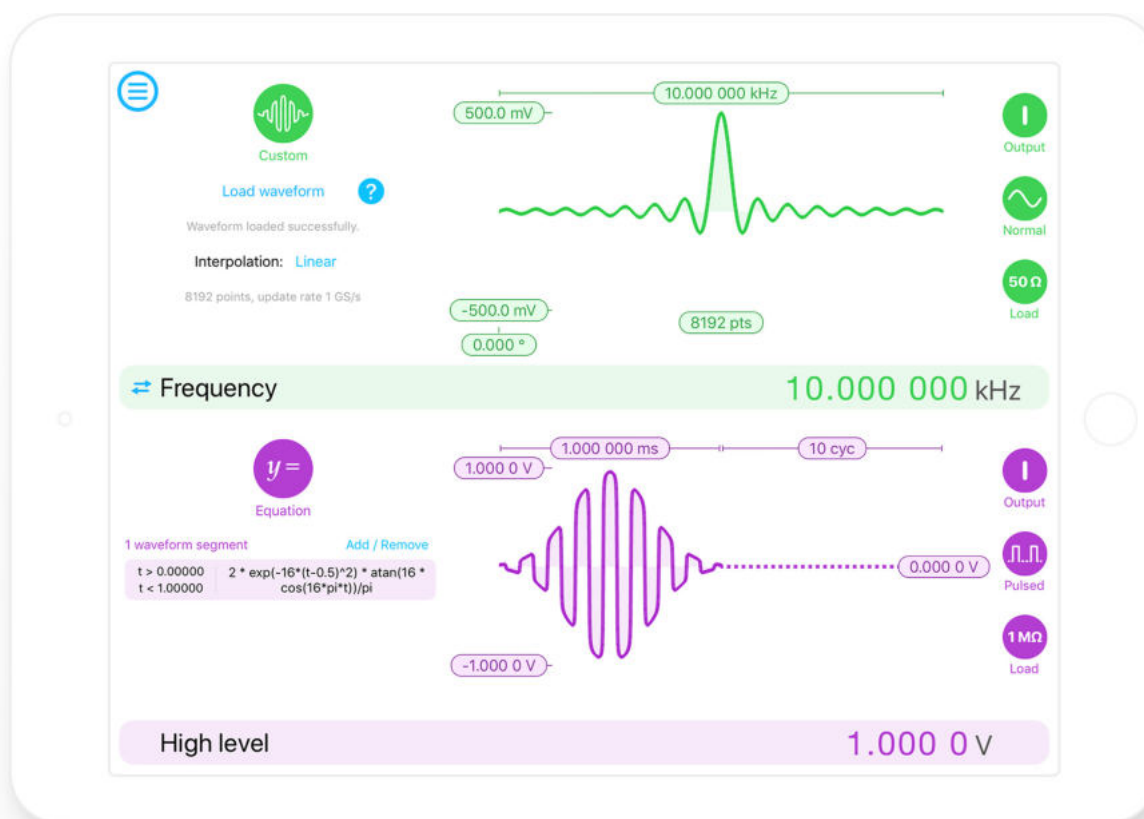 Custom
Load waveform ?
Waveform loaded successfully.
Interpolation: Linear
8192 points, update rate 1 GS/s
10.000 000 kHz
500.0 mV
-500.0 mV
0.000 °
8192 pts
Output
Normal
50 Ω
Load
Frequency 10.000 000 kHz
y =
Equation
1 waveform segment Add / Remove
t > 0.00000
t < 1.00000
2 * exp(-16*(t-0.5)^2) * atan(16 *
cos(16*pi*t))/pi
1.000 000 ms 10 cyc
1.000 0 V
0.000 0 V
-1.000 0 V
Output
Pulsed
1 MΩ
Load
High level 1.000 0 V